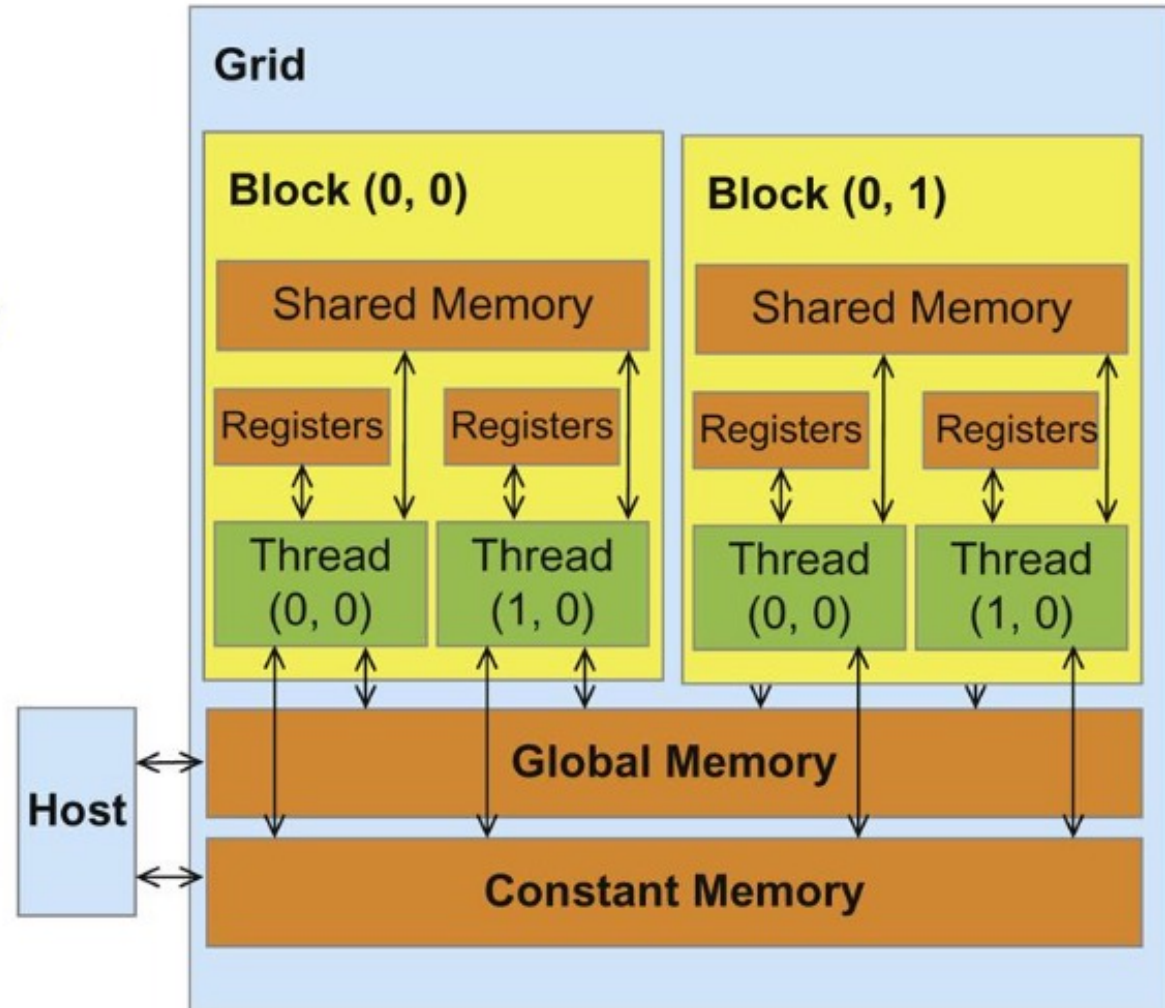 Grid
Block (0, 0)
Block (0, 1)
Shared Memory
Shared Memory
Registers
Registers
Registers
Registers
Thread
(0, 0)
Thread
(1, 0)
Thread
(0, 0)
Thread
(1, 0)
Host
Global Memory
Constant Memory